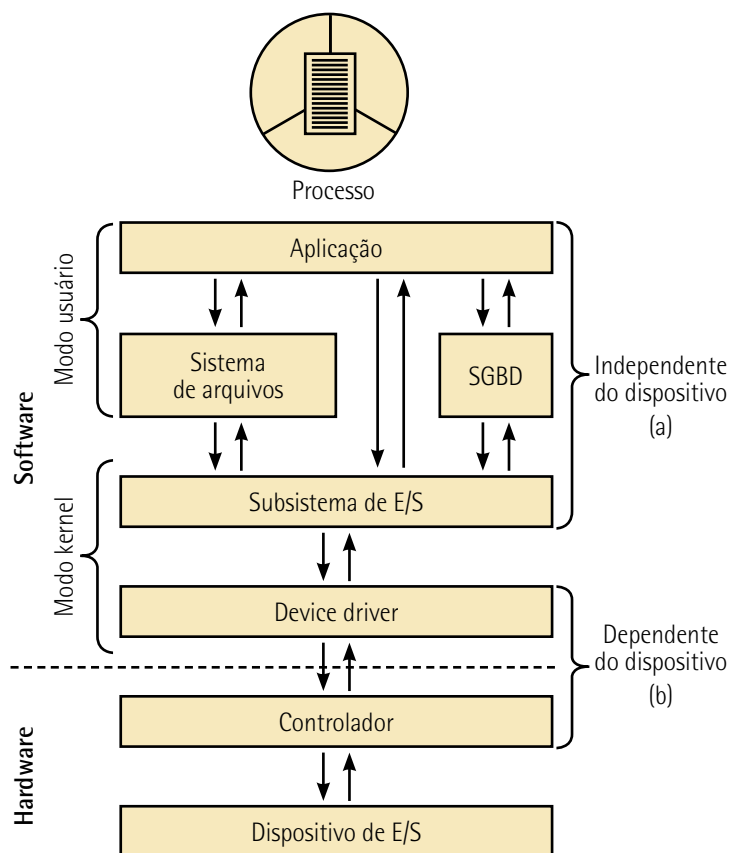 Processo
Aplicação
Modo usuário
Sistema
de arquivos
SGBD
Independente
do dispositivo
(a)
Software
Subsistema de E/S
Modo kernel
Device driver
Dependente
do dispositivo
(b)
Controlador
Hardware
Dispositivo de E/S